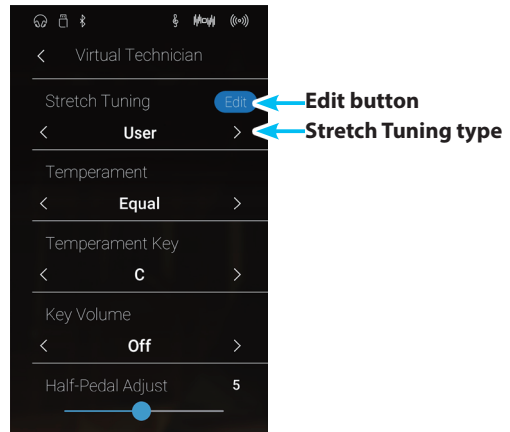 Virtual Technician
Stretch Tuning Edit Edit button
User Stretch Tuning type
Temperament
Equal
Temperament Key
C
Key Volume
Off
Half-Pedal Adjust 5